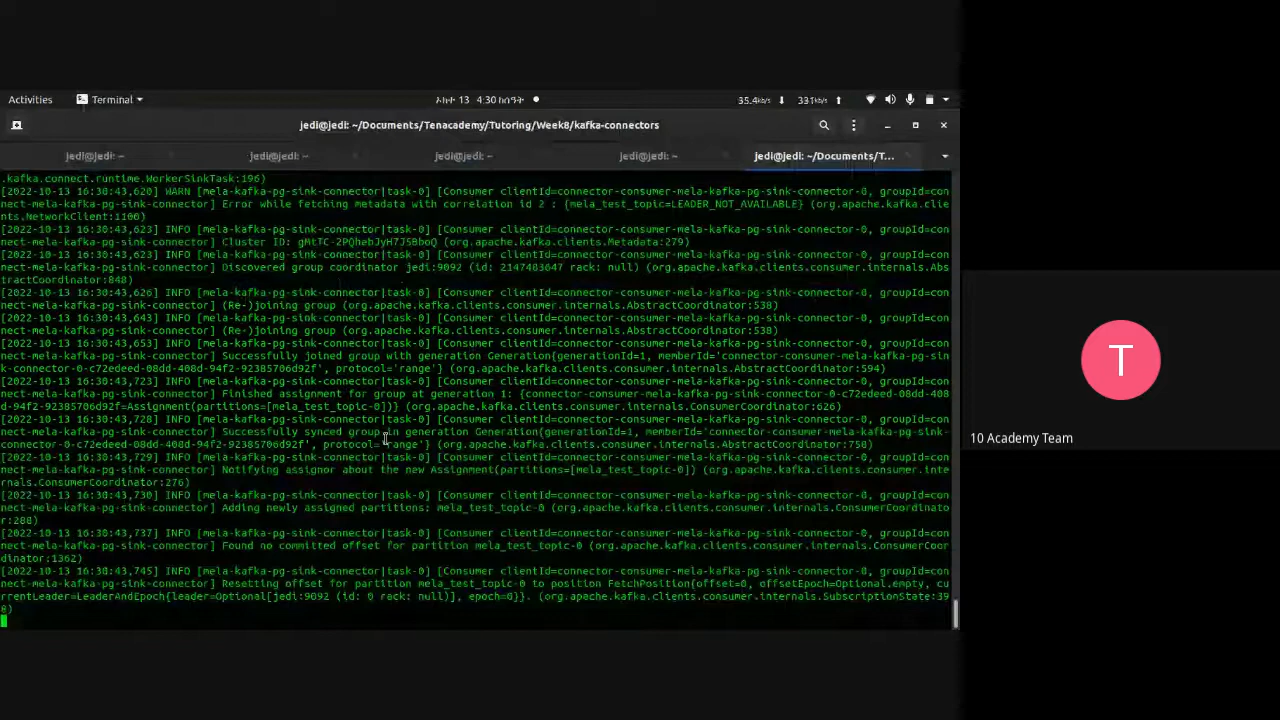 Activities
Terminal
ኦክቶ 13 4:30 ከሰዓት
35.4kb/s
331kb/s
jedi@jedi: ~/Documents/Tenacademy/Tutoring/Week8/kafka-connectors
jedi@jedi: ~
jedi@jedi: ~
jedi@jedi: ~
jedi@jedi: ~
jedi@jedi: ~/Documents/T...
.kafka.connect.runtime.WorkerSinkTask:196)
[2022-10-13 16:30:43,620] WARN [mela-kafka-pg-sink-connector|task-0] [Consumer clientId=connector-consumer-mela-kafka-pg-sink-connector-0, groupId=con
nect-mela-kafka-pg-sink-connector] Error while fetching metadata with correlation id 2 : {mela_test_topic=LEADER_NOT_AVAILABLE} (org.apache.kafka.clie
nts.NetworkClient:1100)
[2022-10-13 16:30:43,623] INFO [mela-kafka-pg-sink-connector|task-0] [Consumer clientId=connector-consumer-mela-kafka-pg-sink-connector-0, groupId=con
nect-mela-kafka-pg-sink-connector] Cluster ID: (org.apache.kafka.clients.Metadata:279)
[2022-10-13 16:30:43,623] INFO [mela-kafka-pg-sink-connector|task-0] [Consumer clientId=connector-consumer-mela-kafka-pg-sink-connector-0, groupId=con
nect-mela-kafka-pg-sink-connector] Discovered group coordinator jedi:9092 (id: 2147483647 rack: null) (org.apache.kafka.clients.consumer.internals.Abs
tractCoordinator:848)
[2022-10-13 16:30:43,626] INFO [mela-kafka-pg-sink-connector|task-0] [Consumer clientId=connector-consumer-mela-kafka-pg-sink-connector-0, groupId=con
nect-mela-kafka-pg-sink-connector] (Re-)joining group (org.apache.kafka.clients.consumer.internals.AbstractCoordinator:538)
[2022-10-13 16:30:43,643] INFO [mela-kafka-pg-sink-connector|task-0] [Consumer clientId=connector-consumer-mela-kafka-pg-sink-connector-0, groupId=con
nect-mela-kafka-pg-sink-connector] (Re-)joining group (org.apache.kafka.clients.consumer.internals.AbstractCoordinator:538)
[2022-10-13 16:30:43,653] INFO [mela-kafka-pg-sink-connector|task-0] [Consumer clientId=connector-consumer-mela-kafka-pg-sink-connector-0, groupId=con
nect-mela-kafka-pg-sink-connector] Successfully joined group with generation Generation{generationId=1, memberId='connector-consumer-mela-kafka-pg-sin
k-connector-0-c72edeed-08dd-408d-94f2-92385706d92f', protocol='range'} (org.apache.kafka.clients.consumer.internals.AbstractCoordinator:594)
[2022-10-13 16:30:43,723] INFO [mela-kafka-pg-sink-connector|task-0] [Consumer clientId=connector-consumer-mela-kafka-pg-sink-connector-0, groupId=con
nect-mela-kafka-pg-sink-connector] Finished assignment for group at generation 1: {connector-consumer-mela-kafka-pg-sink-connector-0-c72edeed-08dd-408
d-94f2-92385706d92f=Assignment(partitions=[mela_test_topic-0])} (org.apache.kafka.clients.consumer.internals.ConsumerCoordinator:626)
[2022-10-13 16:30:43,728] INFO [mela-kafka-pg-sink-connector|task-0] [Consumer clientId=connector-consumer-mela-kafka-pg-sink-connector-0, groupId=con
nect-mela-kafka-pg-sink-connector] Successfully synced group in generation Generation{generationId=1, memberId='connector-consumer-mela-kafka-pg-sink-
connector-0-c72edeed-08dd-408d-94f2-92385706d92f', protocol='range'} (org.apache.kafka.clients.consumer.internals.AbstractCoordinator:758)
[2022-10-13 16:30:43,729] INFO [mela-kafka-pg-sink-connector|task-0] [Consumer clientId=connector-consumer-mela-kafka-pg-sink-connector-0, groupId=con
nect-mela-kafka-pg-sink-connector] Notifying assignor about the new Assignment(partitions=[mela_test_topic-0]) (org.apache.kafka.clients.consumer.inte
rnals.ConsumerCoordinator:276)
[2022-10-13 16:30:43,730] INFO [mela-kafka-pg-sink-connector|task-0] [Consumer clientId=connector-consumer-mela-kafka-pg-sink-connector-0, groupId=con
nect-mela-kafka-pg-sink-connector] Adding newly assigned partitions: mela_test_topic-0 (org.apache.kafka.clients.consumer.internals.ConsumerCoordinato
r:288)
[2022-10-13 16:30:43,737] INFO [mela-kafka-pg-sink-connector|task-0] [Consumer clientId=connector-consumer-mela-kafka-pg-sink-connector-0, groupId=con
nect-mela-kafka-pg-sink-connector] Found no committed offset for partition mela_test_topic-0 (org.apache.kafka.clients.consumer.internals.ConsumerCoor
dinator:1362)
[2022-10-13 16:30:43,745] INFO [mela-kafka-pg-sink-connector|task-0] [Consumer clientId=connector-consumer-mela-kafka-pg-sink-connector-0, groupId=con
nect-mela-kafka-pg-sink-connector] Resetting offset for partition mela_test_topic-0 to position FetchPosition{offset=0, offsetEpoch=Optional.empty, cu
rrentLeader=LeaderAndEpoch{leader=Optional[jedi:9092 (id: 0 rack: null)], epoch=0}}. (org.apache.kafka.clients.consumer.internals.SubscriptionState:39
8)
T
10 Academy Team